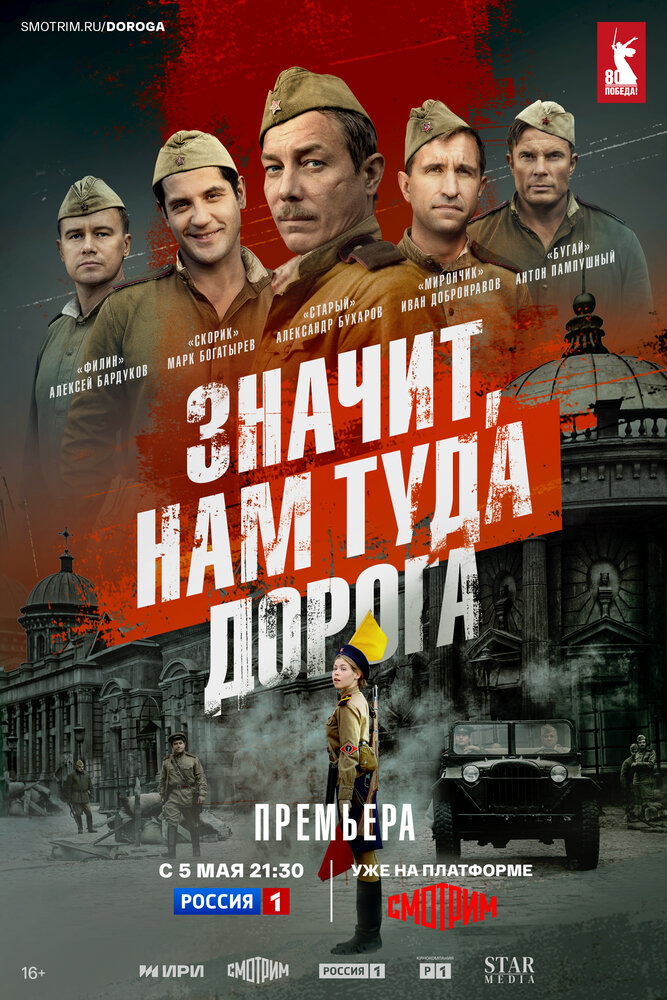 SMOTRIM.RU/DOROGA
80
ПОБЕДА!
«ФИЛИН»
АЛЕКСЕЙ БАРДУКОВ
«СКОРИК»
МАРК БОГАТЫРЕВ
«СТАРЫЙ»
АЛЕКСАНДР БУХАРОВ
«МИРОНЧИК»
ИВАН ДОБРОНРАВОВ
«БУГАЙ»
АНТОН ПАМПУШНЫЙ
ЗНАЧИТ,
НАМ ТУДА
ДОРОГА
ПРЕМЬЕРА
С 5 МАЯ 21:30
РОССИЯ 1
УЖЕ НА ПЛАТФОРМЕ
СМОТРИМ
16+
ИРИ
СМОТРИМ
РОССИЯ 1
КИНОКОМПАНИЯ
Р 1
STAR
MEDIA